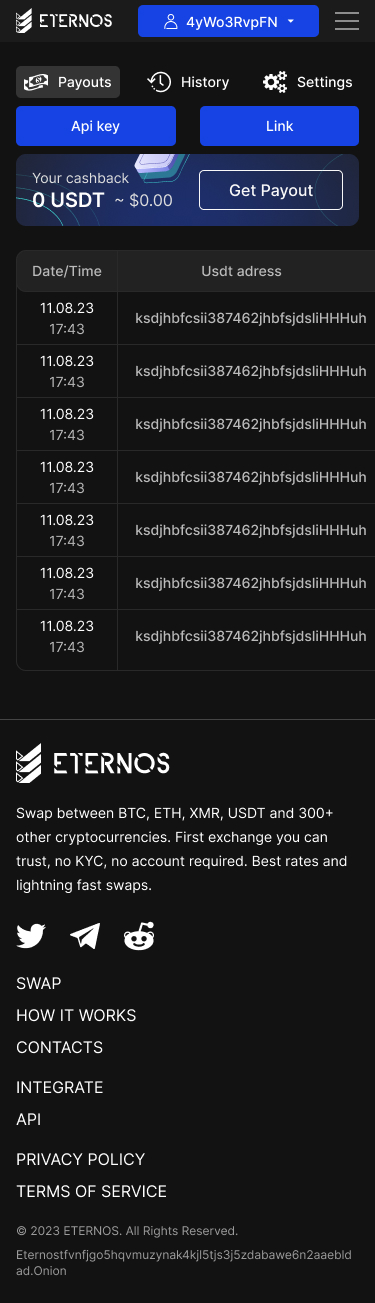 ETERNOS 4yWo3RvpFN
Payouts History Settings
Api key Link
Your cashback
0 USDT ~ $0.00
Get Payout
Date/Time Usdt adress
11.08.23
17:43
ksdjhbfcsii387462jhbfsjdsliHHHuh
11.08.23
17:43
ksdjhbfcsii387462jhbfsjdsliHHHuh
11.08.23
17:43
ksdjhbfcsii387462jhbfsjdsliHHHuh
11.08.23
17:43
ksdjhbfcsii387462jhbfsjdsliHHHuh
11.08.23
17:43
ksdjhbfcsii387462jhbfsjdsliHHHuh
11.08.23
17:43
ksdjhbfcsii387462jhbfsjdsliHHHuh
11.08.23
17:43
ksdjhbfcsii387462jhbfsjdsliHHHuh
ETERNOS
Swap between BTC, ETH, XMR, USDT and 300+
other cryptocurrencies. First exchange you can
trust, no KYC, no account required. Best rates and
lightning fast swaps.
SWAP
HOW IT WORKS
CONTACTS
INTEGRATE
API
PRIVACY POLICY
TERMS OF SERVICE
© 2023 ETERNOS. All Rights Reserved.
Eternostfvnfjgo5hqvmuzynak4kjl5tjs3j5zdabawe6n2aaebld
ad.Onion